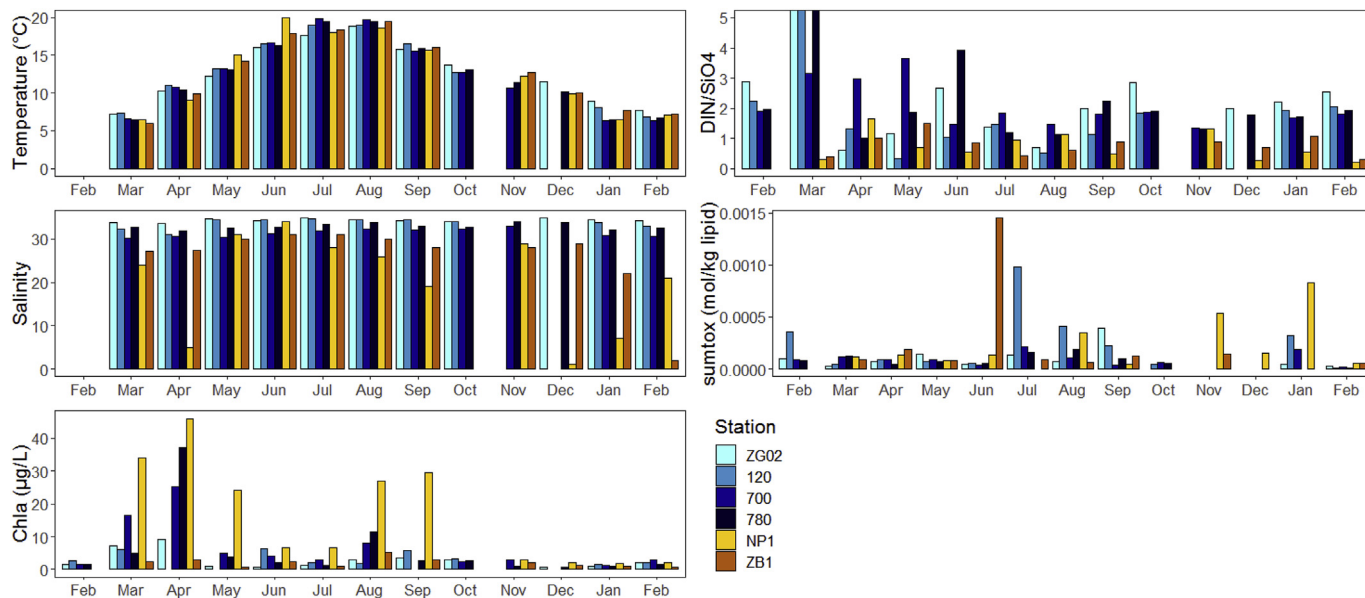 Temperature (°C)
20
15
10
5
0
Feb Mar Apr May Jun Jul Aug Sep Oct Nov Dec Jan Feb
DIN/SiO4
5
4
3
2
1
0
Feb Mar Apr May Jun Jul Aug Sep Oct Nov Dec Jan Feb
Salinity
30
20
10
0
Feb Mar Apr May Jun Jul Aug Sep Oct Nov Dec Jan Feb
sumtox (mol/kg lipid)
0.0015
0.0010
0.0005
0.0000
Feb Mar Apr May Jun Jul Aug Sep Oct Nov Dec Jan Feb
Chla (µg/L)
40
30
20
10
0
Feb Mar Apr May Jun Jul Aug Sep Oct Nov Dec Jan Feb
Station
ZG02
120
700
780
NP1
ZB1